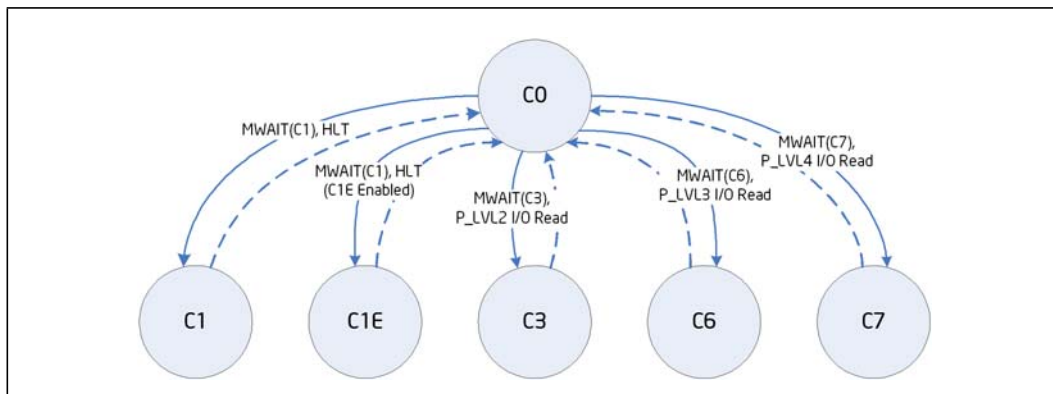 C0
MWAIT(C1), HLT
MWAIT(C1), HLT
(C1E Enabled)
MWAIT(C3),
P_LVL2 I/O Read
MWAIT(C6),
P_LVL3 I/O Read
MWAIT(C7),
P_LVL4 I/O Read
C1
C1E
C3
C6
C7